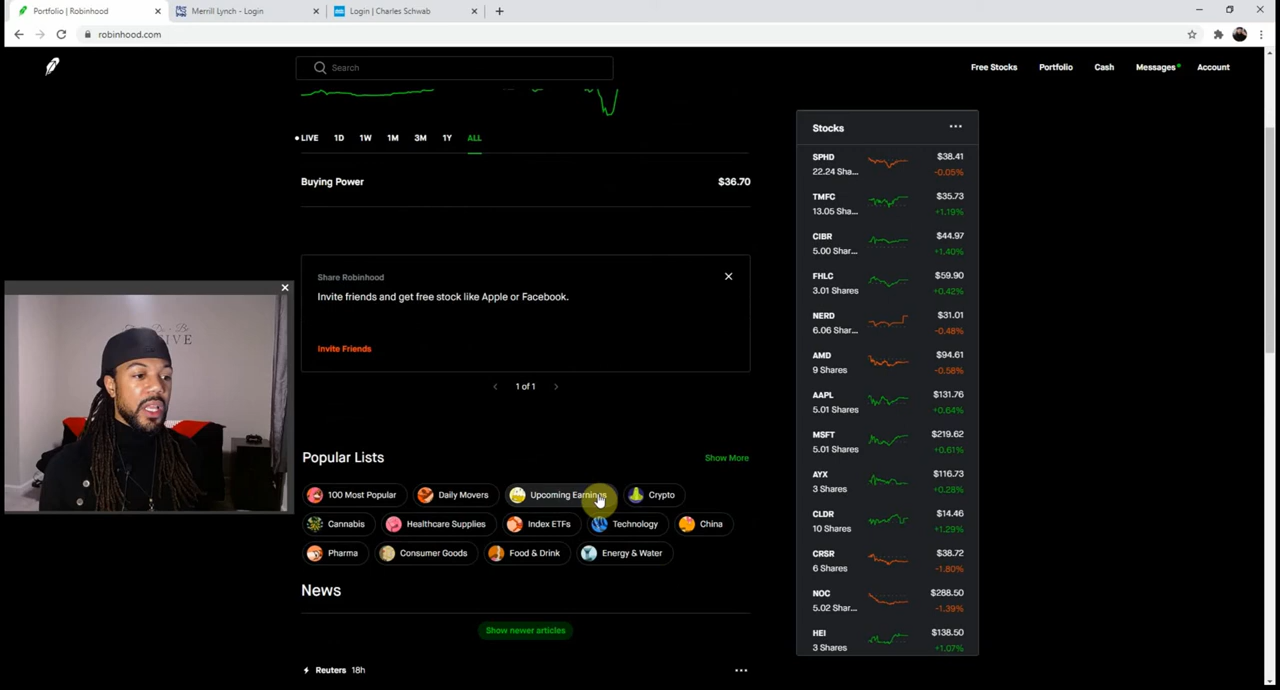 Portfolio | Robinhood
Merrill Lynch - Login
Login | Charles Schwab
robinhood.com
Search
Free Stocks
Portfolio
Cash
Messages
Account
LIVE 1D 1W 1M 3M 1Y ALL
Buying Power $36.70
Share Robinhood
Invite friends and get free stock like Apple or Facebook.
Invite Friends
1 of 1
Popular Lists Show More
100 Most Popular Daily Movers Upcoming Earnings Crypto
Cannabis Healthcare Supplies Index ETFs Technology China
Pharma Consumer Goods Food & Drink Energy & Water
News
Show newer articles
Reuters 18h
Stocks
SPHD $38.41
22.24 Sha... -0.05%
TMFC $35.73
13.05 Sha... +1.19%
CIBR $44.97
5.00 Shar... +1.40%
FHLC $59.90
3.01 Shares +0.42%
NERD $31.01
6.06 Shar... -0.48%
AMD $94.61
9 Shares -0.58%
AAPL $131.76
5.01 Shares +0.64%
MSFT $219.62
5.01 Shares +0.61%
AYX $116.73
3 Shares +0.28%
CLDR $14.46
10 Shares +1.29%
CRSR $38.72
6 Shares -1.80%
NOC $288.50
5.02 Shar... -1.39%
HEI $138.50
3 Shares +1.07%